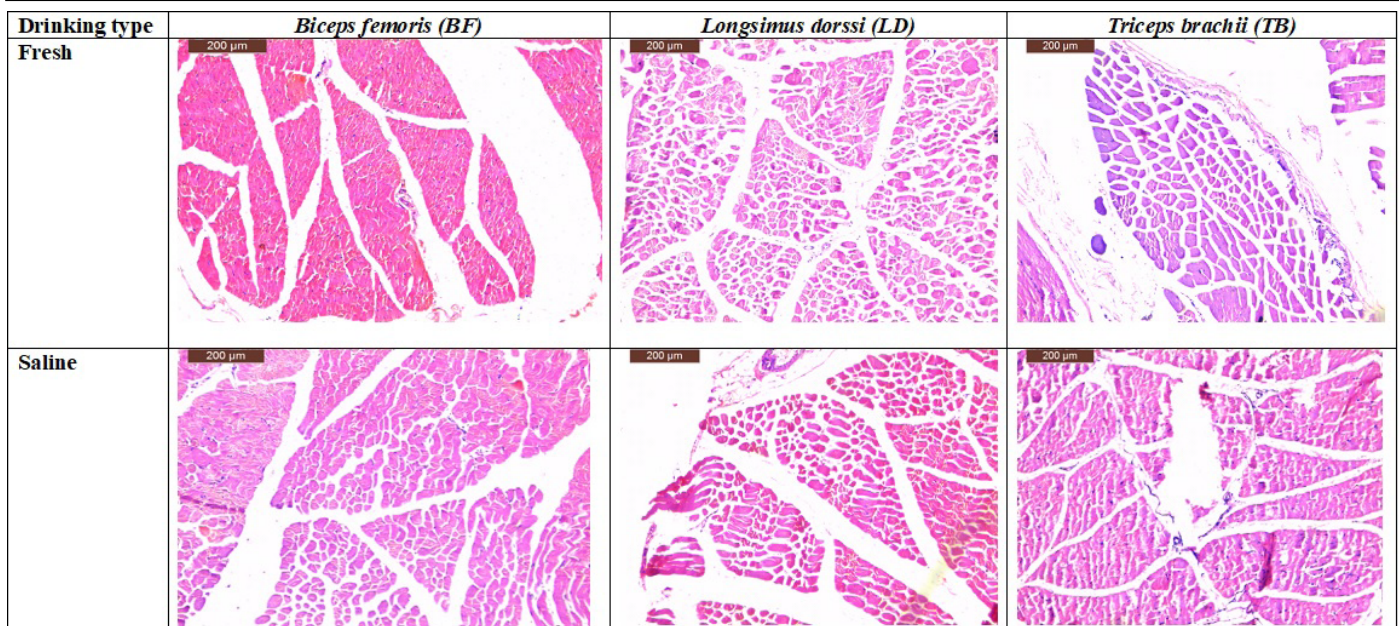 Drinking type Biceps femoris (BF) Longsimus dorssi (LD) Triceps brachii (TB)
Fresh 200 µm 200 µm 200 µm
Saline 200 µm 200 µm 200 µm